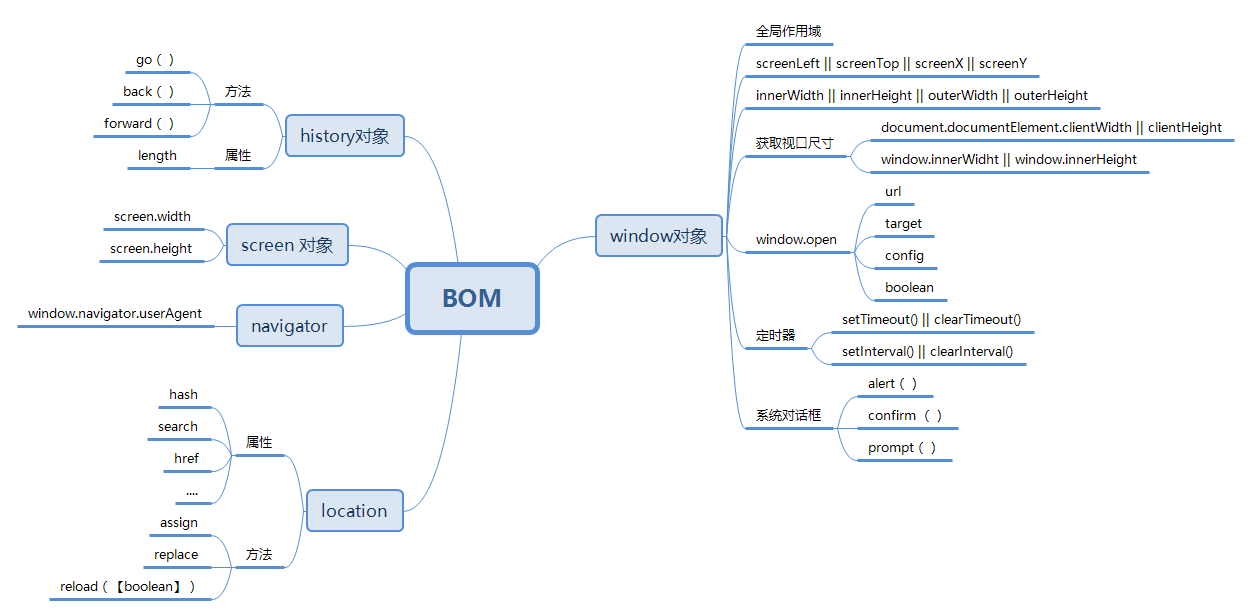 BOM
window对象
全局作用域
screenLeft || screenTop || screenX || screenY
innerWidth || innerHeight || outerWidth || outerHeight
获取视口尺寸
document.documentElement.clientWidth || clientHeight
window.innerWidht || window.innerHeight
window.open
url
target
config
boolean
定时器
setTimeout() || clearTimeout()
setInterval() || clearInterval()
系统对话框
alert（ ）
confirm （ ）
prompt（ ）
history对象
方法
go（ ）
back（ ）
forward（ ）
属性
length
screen 对象
screen.width
screen.height
navigator
window.navigator.userAgent
location
属性
hash
search
href
....
方法
assign
replace
reload（【boolean】）